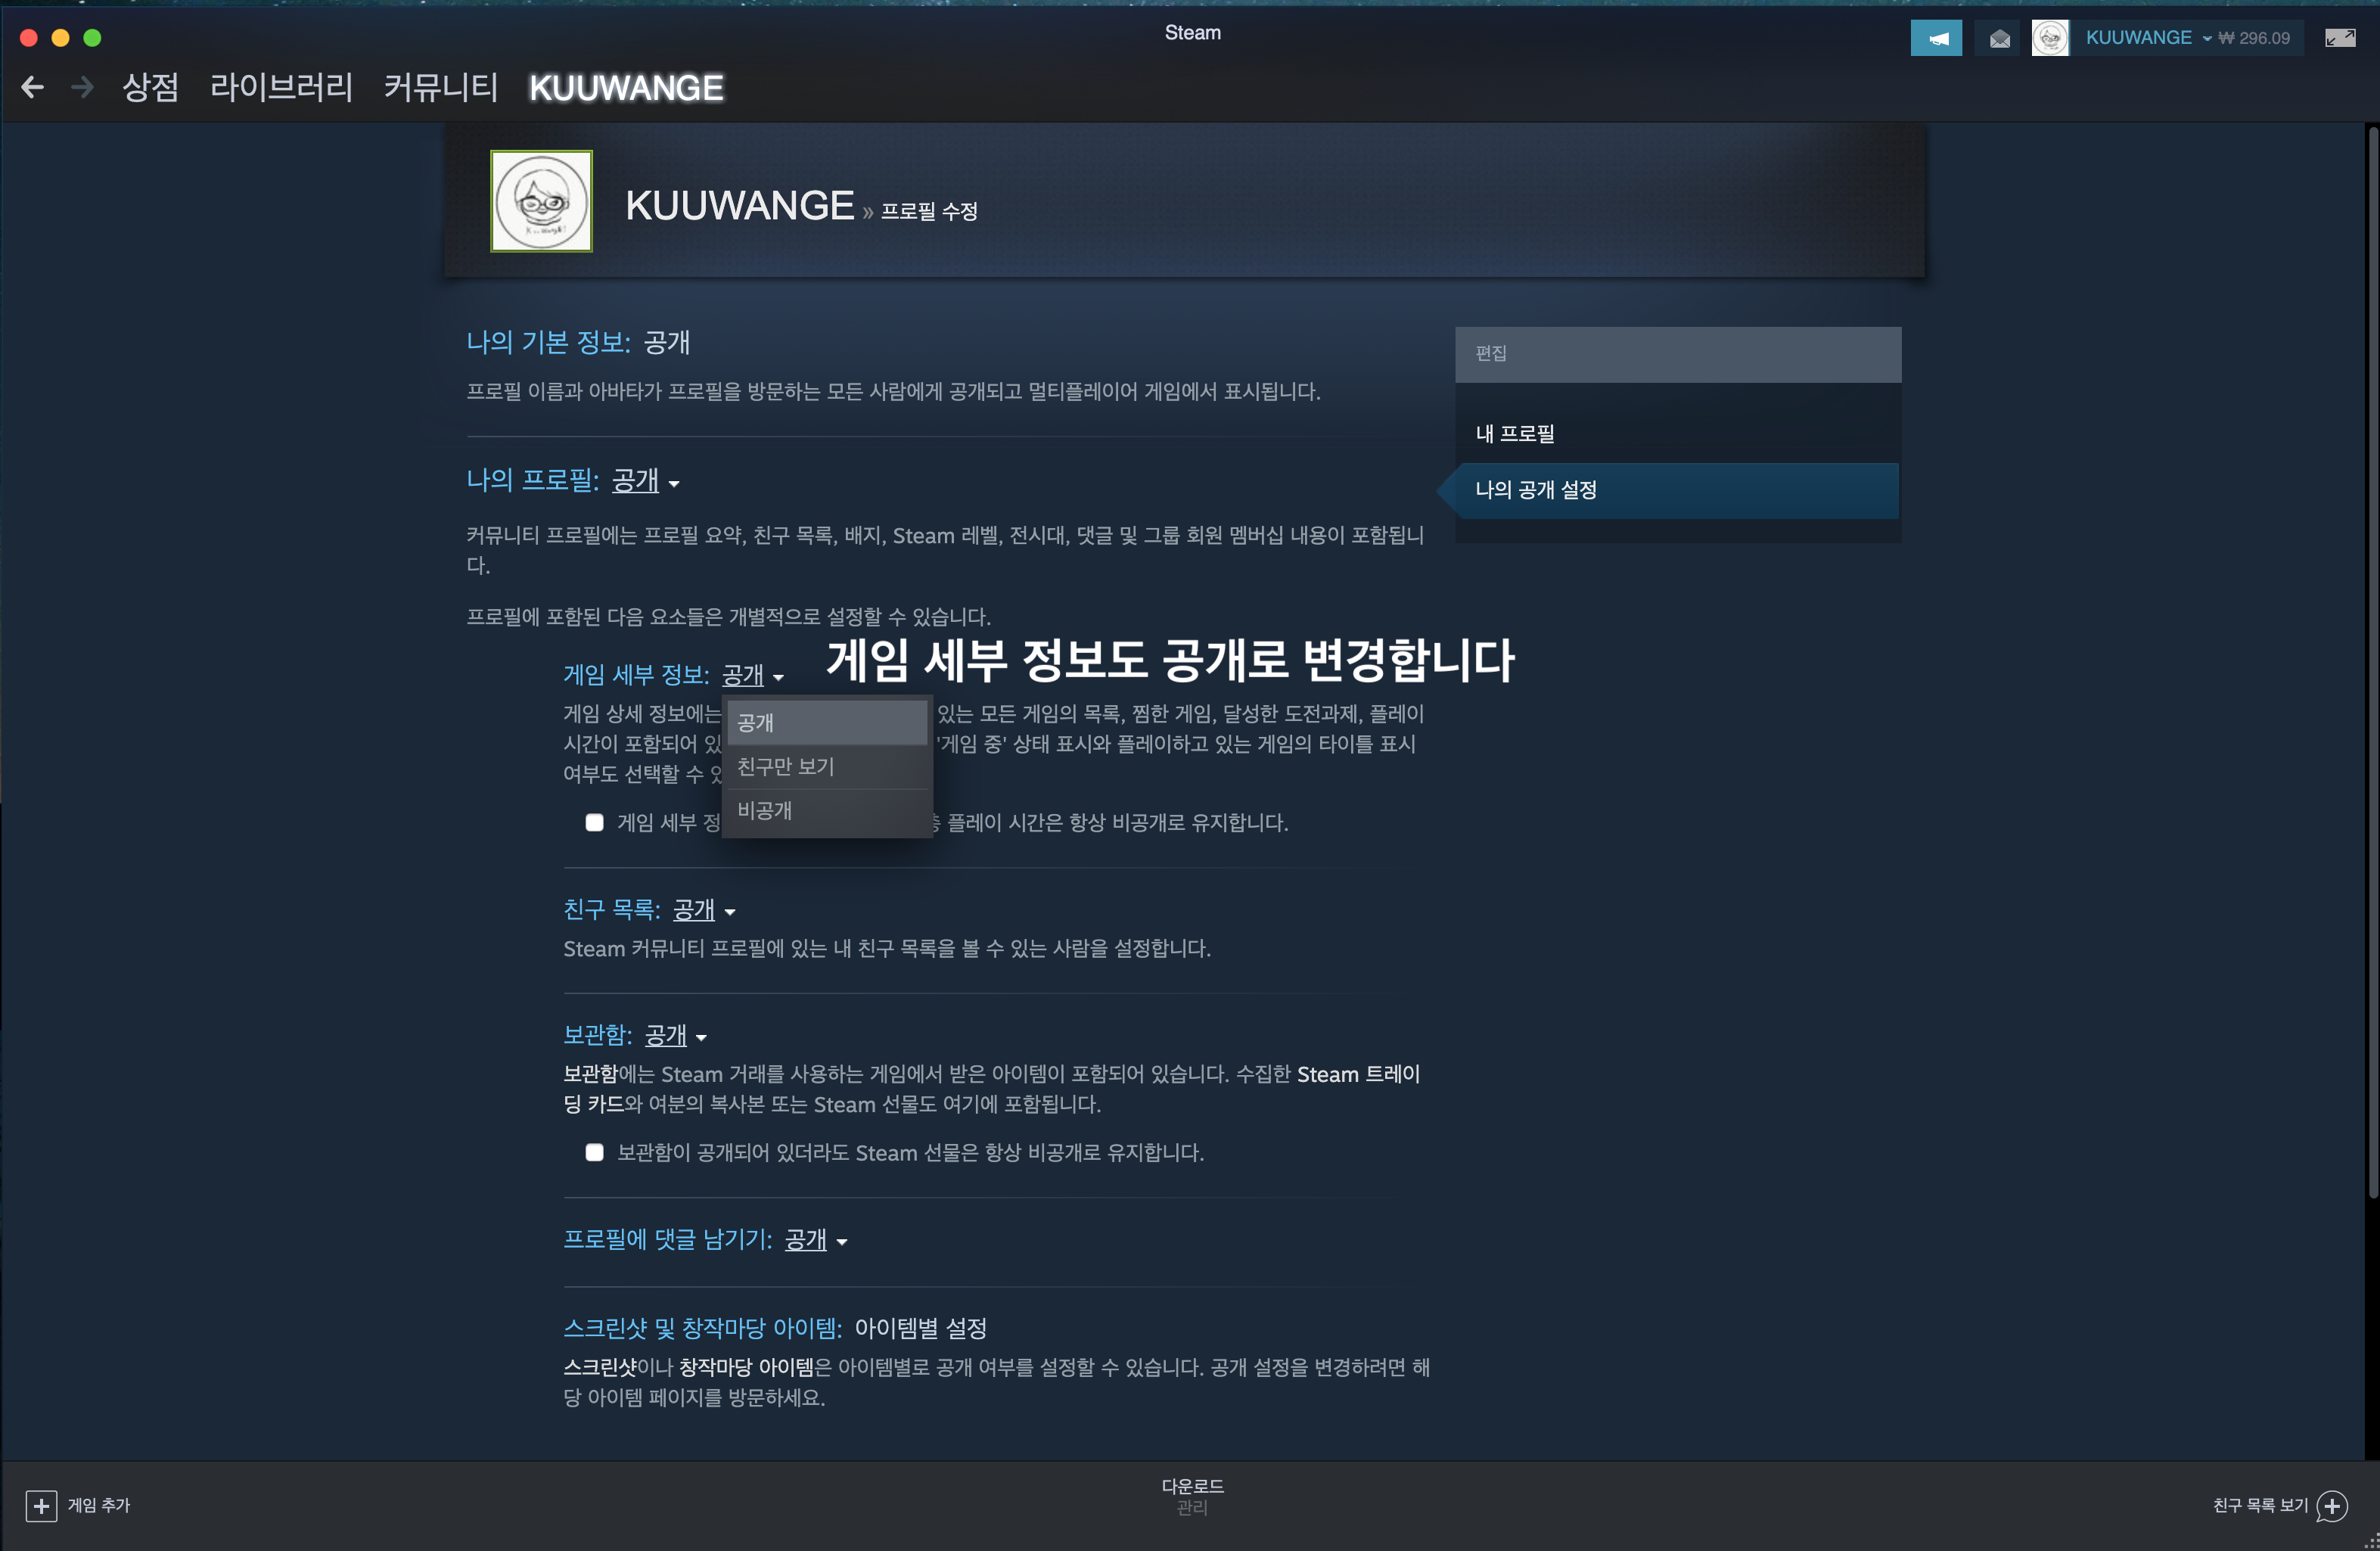 Steam
KUUWANGE ₩ 296.09
상점 라이브러리 커뮤니티 KUUWANGE
KUUWANGE » 프로필 수정
나의 기본 정보: 공개
프로필 이름과 아바타가 프로필을 방문하는 모든 사람에게 공개되고 멀티플레이어 게임에서 표시됩니다.
편집
내 프로필
나의 공개 설정
나의 프로필: 공개
커뮤니티 프로필에는 프로필 요약, 친구 목록, 배지, Steam 레벨, 전시대, 댓글 및 그룹 회원 멤버십 내용이 포함됩니
다.
프로필에 포함된 다음 요소들은 개별적으로 설정할 수 있습니다.
게임 세부 정보도 공개로 변경합니다
게임 세부 정보: 공개
게임 상세 정보에는 있는 모든 게임의 목록, 찜한 게임, 달성한 도전과제, 플레이
시간이 포함되어 있 '게임 중' 상태 표시와 플레이하고 있는 게임의 타이틀 표시
여부도 선택할 수
공개
친구만 보기
비공개
게임 세부 정 플레이 시간은 항상 비공개로 유지합니다.
친구 목록: 공개
Steam 커뮤니티 프로필에 있는 내 친구 목록을 볼 수 있는 사람을 설정합니다.
보관함: 공개
보관함에는 Steam 거래를 사용하는 게임에서 받은 아이템이 포함되어 있습니다. 수집한 Steam 트레이
딩 카드와 여분의 복사본 또는 Steam 선물도 여기에 포함됩니다.
보관함이 공개되어 있더라도 Steam 선물은 항상 비공개로 유지합니다.
프로필에 댓글 남기기: 공개
스크린샷 및 창작마당 아이템: 아이템별 설정
스크린샷이나 창작마당 아이템은 아이템별로 공개 여부를 설정할 수 있습니다. 공개 설정을 변경하려면 해
당 아이템 페이지를 방문하세요.
게임 추가
다운로드
관리
친구 목록 보기